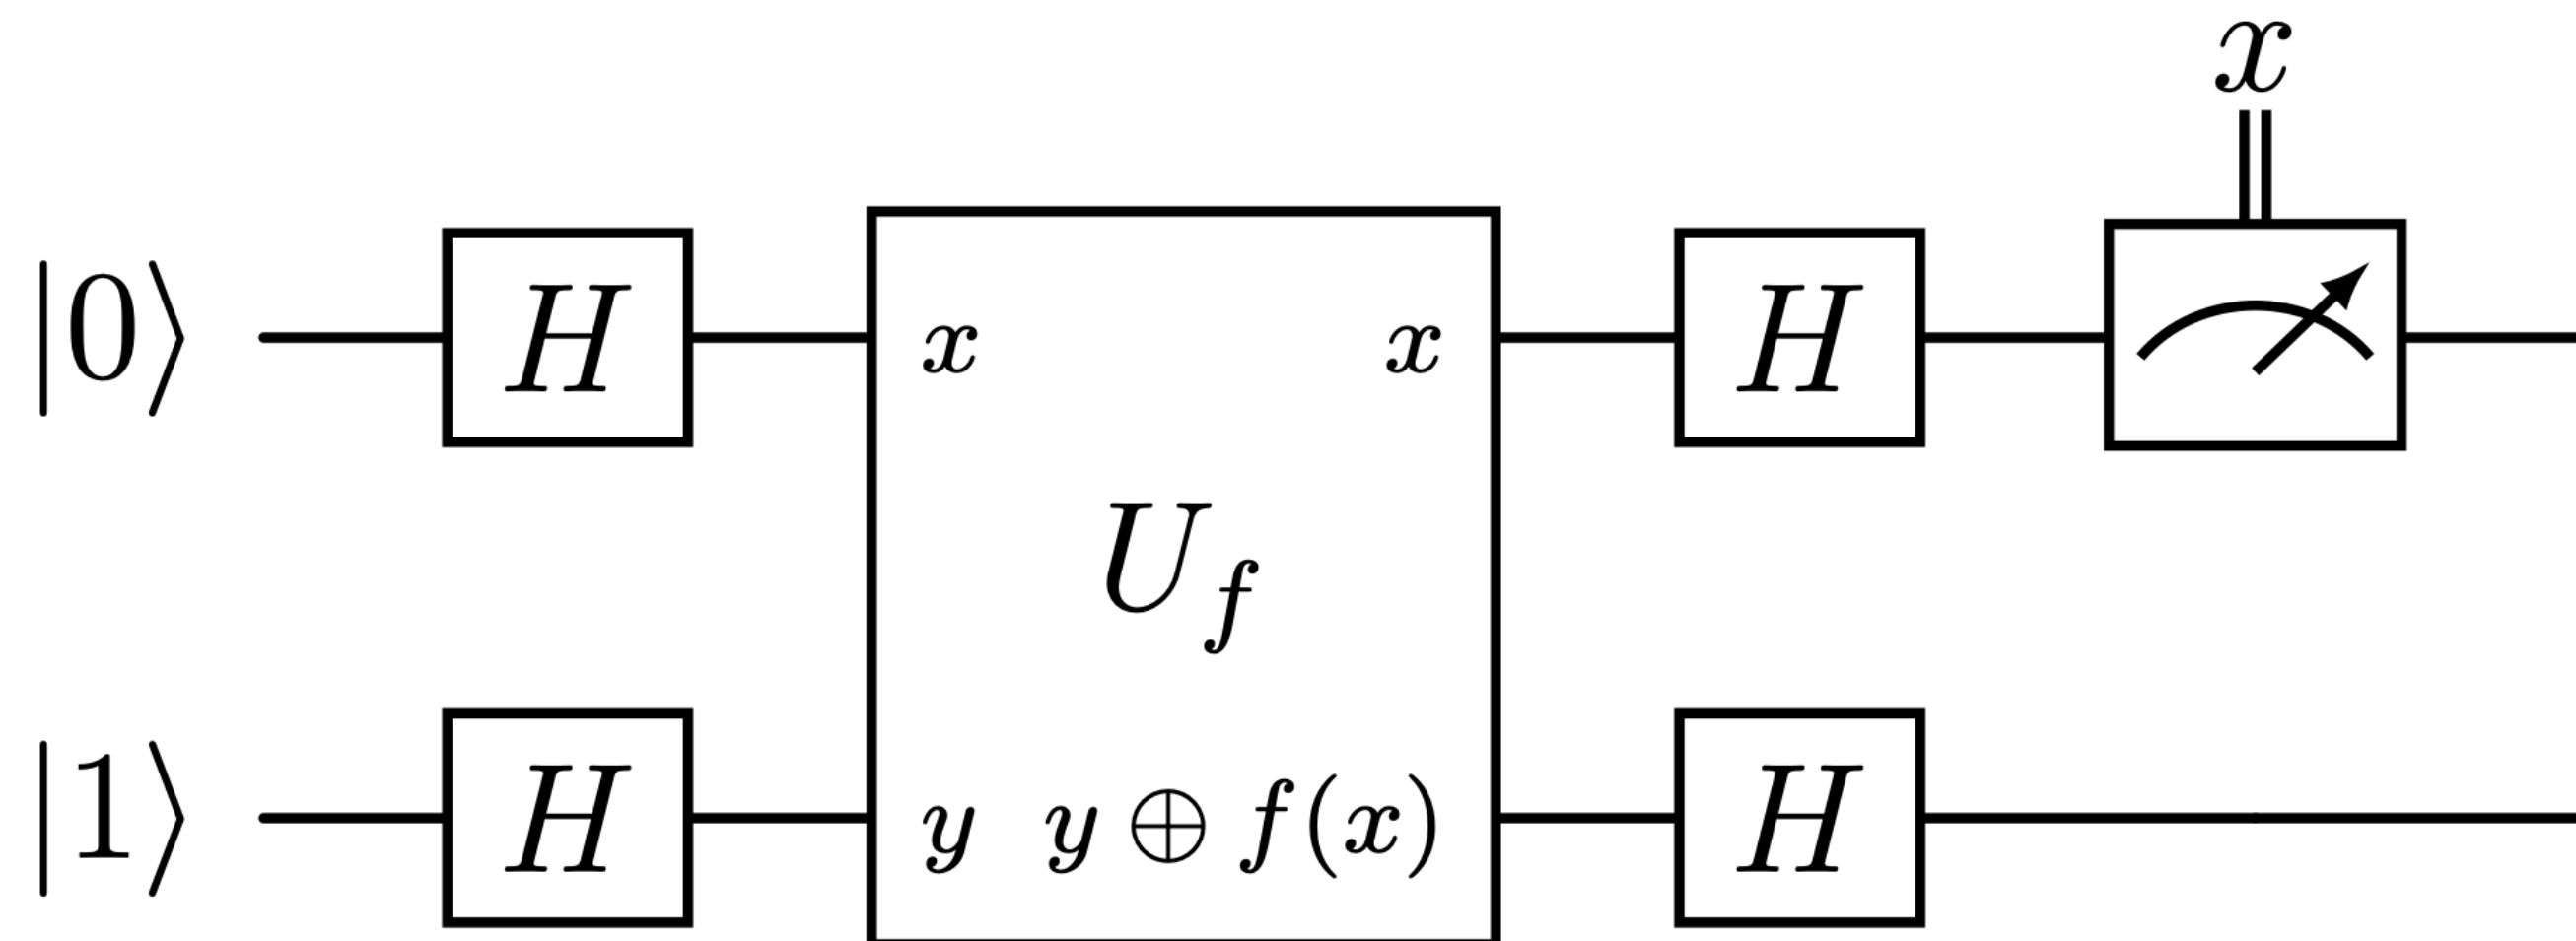 x
|0⟩ H x x H
U_f
|1⟩ H y y ⊕ f(x) H